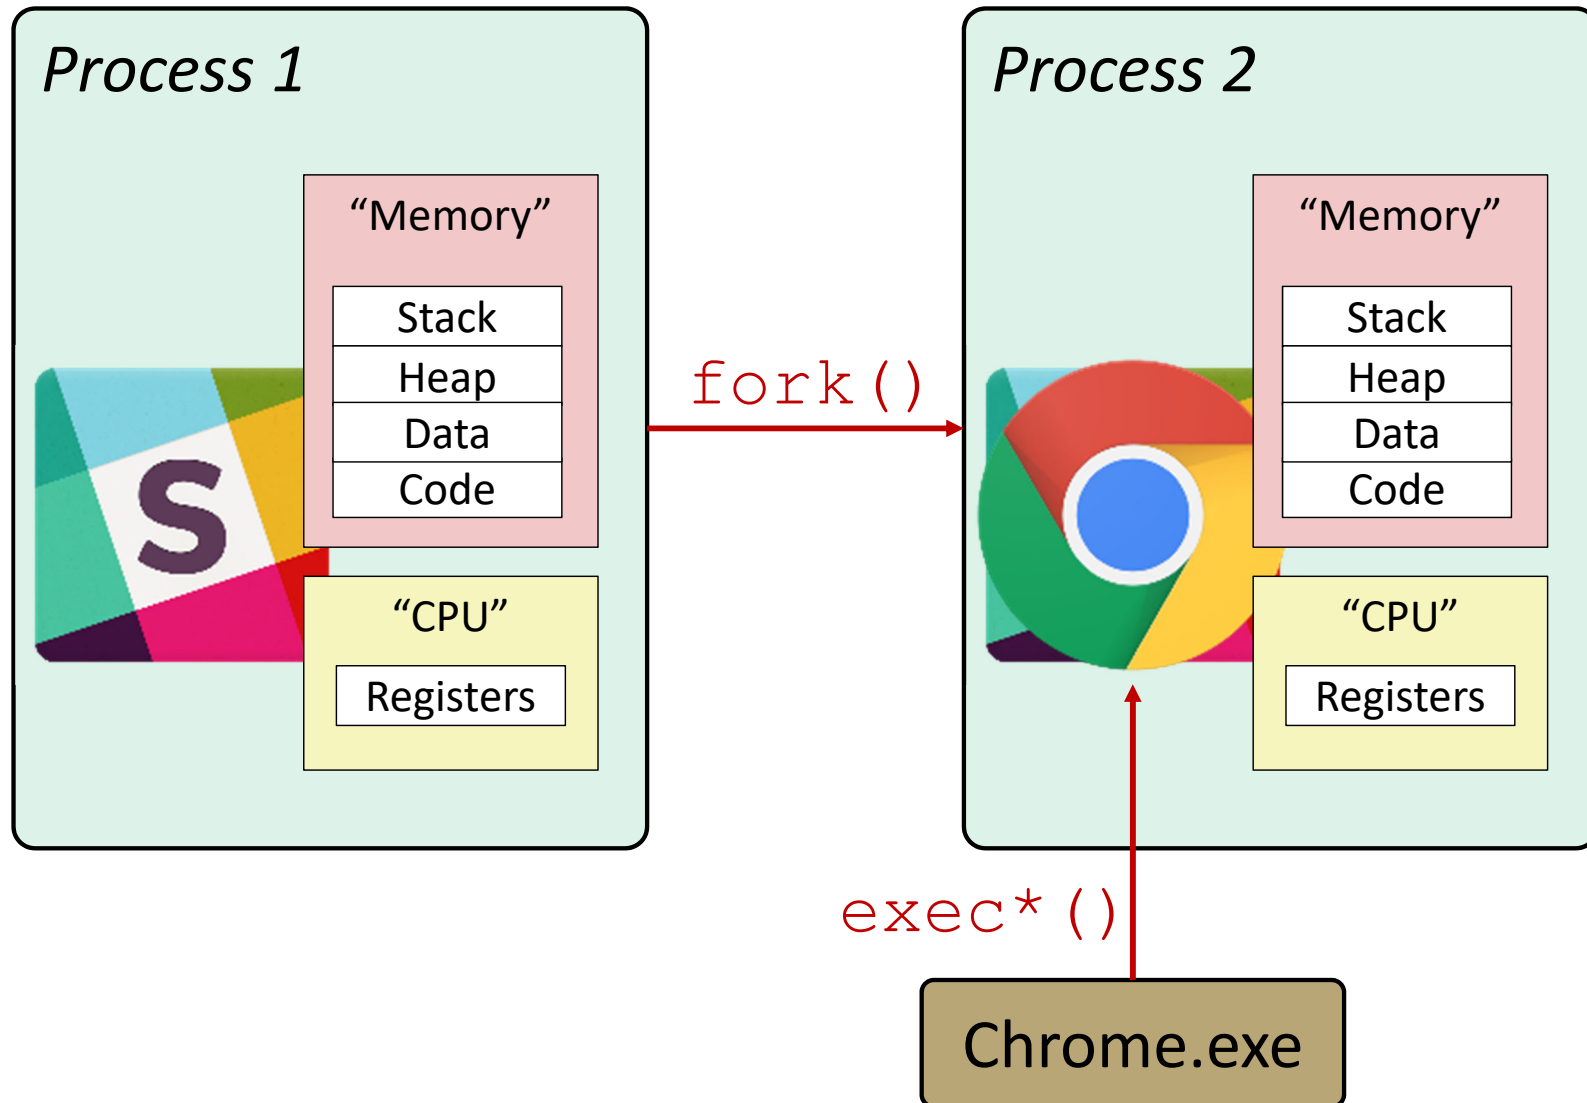 Process 1
“Memory”
Stack
Heap
Data
Code
S
“CPU”
Registers
fork()
Process 2
“Memory”
Stack
Heap
Data
Code
“CPU”
Registers
exec*()
Chrome.exe